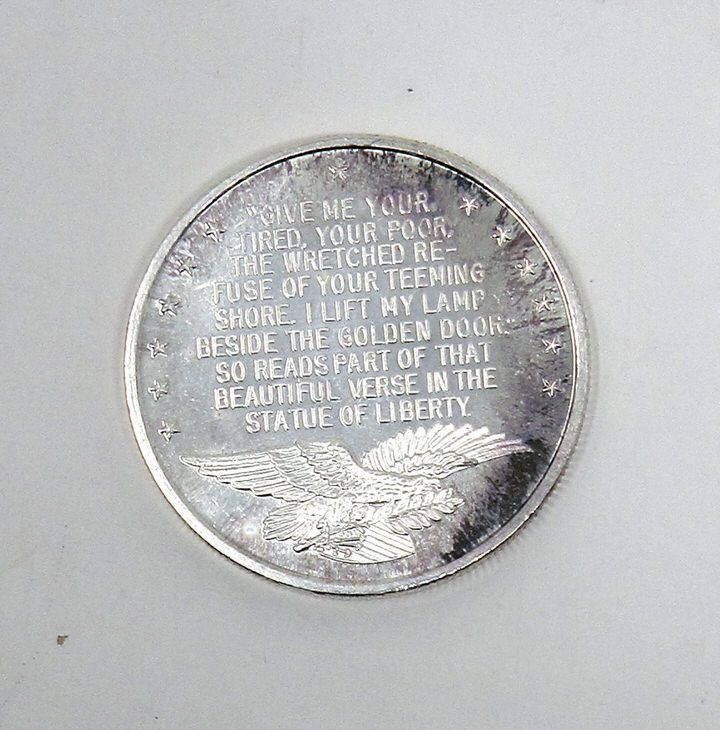 "GIVE ME YOUR
TIRED, YOUR POOR,
THE WRETCHED RE-
FUSE OF YOUR TEEMING
SHORE. I LIFT MY LAMP
BESIDE THE GOLDEN DOOR."
SO READS PART OF THAT
BEAUTIFUL VERSE IN THE
STATUE OF LIBERTY.